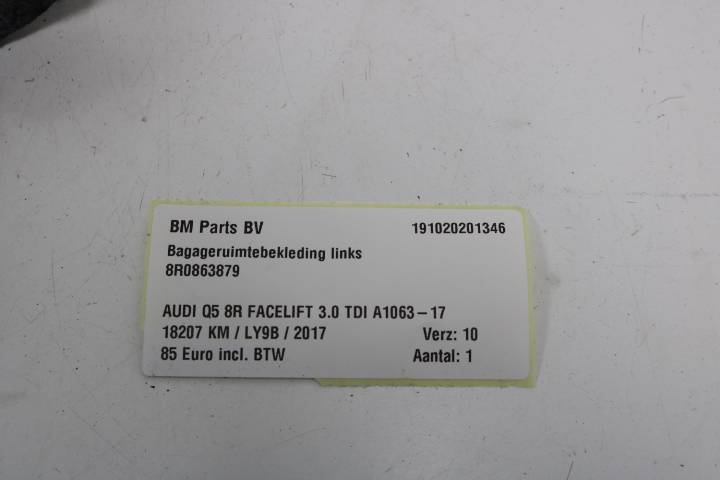 BM Parts BV 191020201346
Bagageruimtebekleding links
8R0863879
AUDI Q5 8R FACELIFT 3.0 TDI A1063-17
18207 KM / LY9B / 2017 Verz: 10
85 Euro incl. BTW Aantal: 1